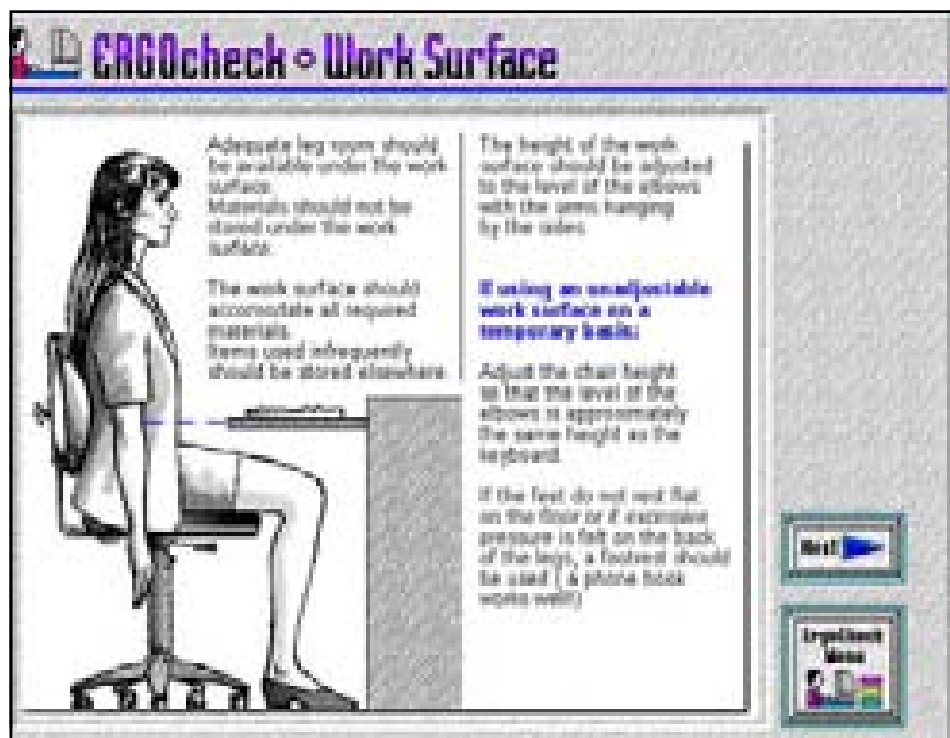 ERGOcheck ∘ Work Surface
Adequate leg room should
be available under the work
surface.
Materials should not be
stored under the work
surface.
The work surface should
accomodate all required
materials.
Items used infrequently
should be stored elsewhere.
The height of the work
surface should be adjusted
to the level of the elbows
with the arms hanging
by the sides.
If using an unadjustable
work surface on a
temporary basis:
Adjust the chair height
so that the level of the
elbows is approximately
the same height as the
keyboard.
If the feet do not rest flat
on the floor or if excessive
pressure is felt on the back
of the legs, a footrest should
be used ( a phone book
works well!)
Next
ErgoCheck
Menu